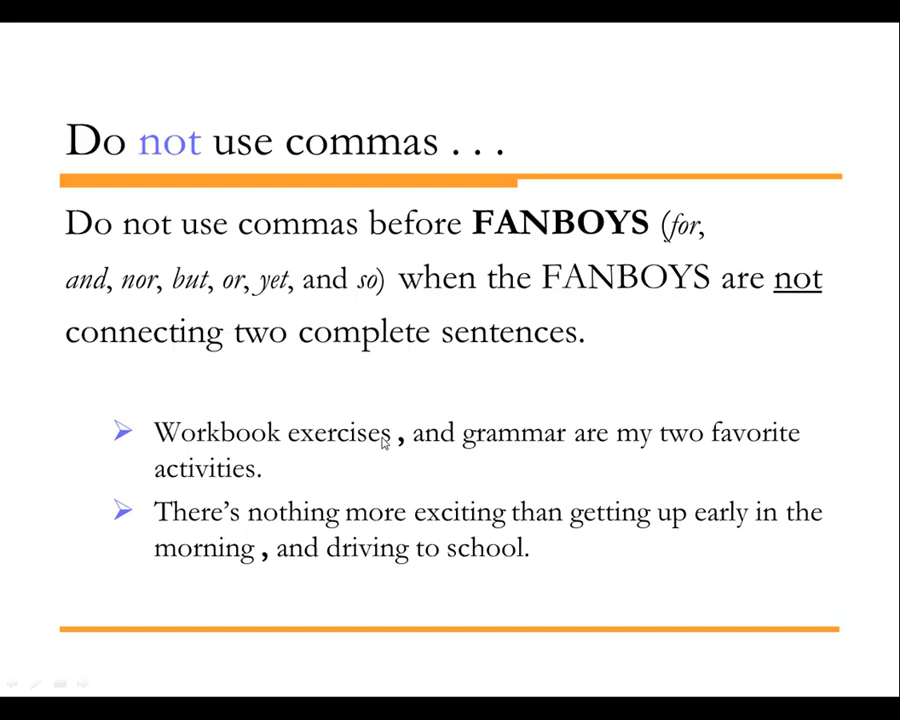 Do not use commas . . .
Do not use commas before FANBOYS (for,
and, nor, but, or, yet, and so) when the FANBOYS are not
connecting two complete sentences.
Workbook exercises , and grammar are my two favorite
activities.
There's nothing more exciting than getting up early in the
morning , and driving to school.